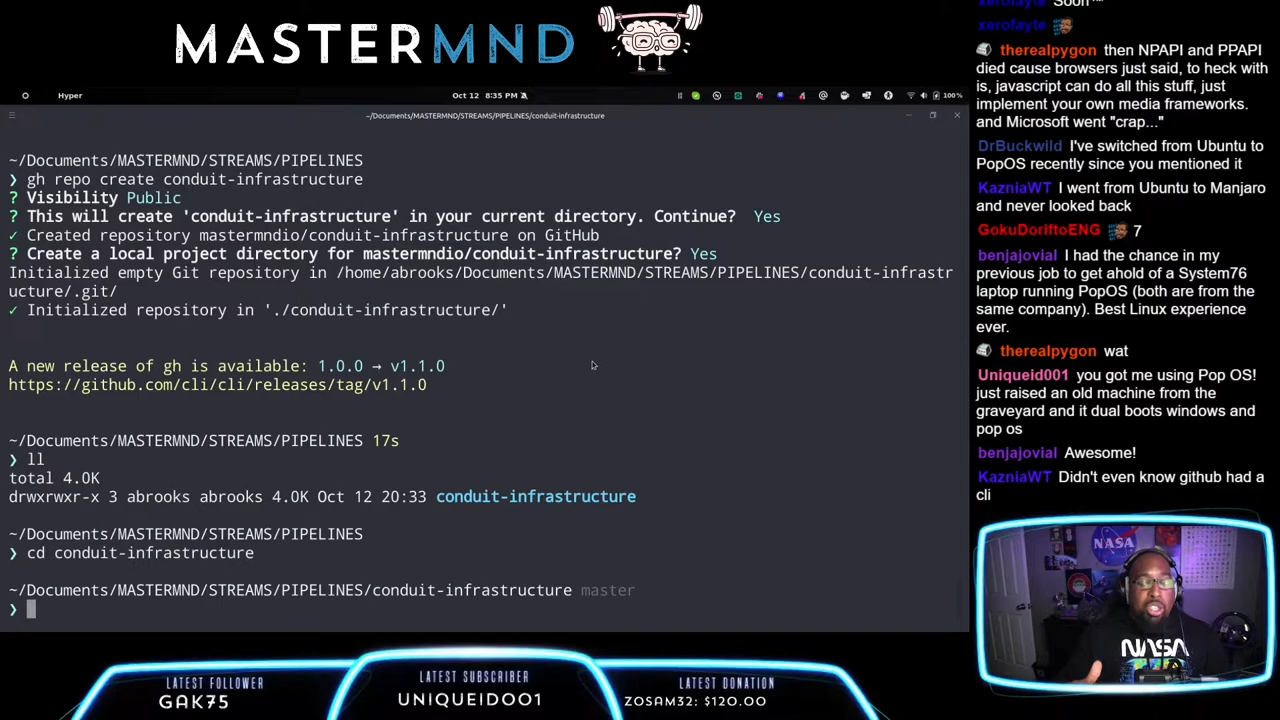 MASTERMND
Hyper
Oct 12 8:35 PM
100%
~/Documents/MASTERMND/STREAMS/PIPELINES/conduit-infrastructure
~/Documents/MASTERMND/STREAMS/PIPELINES
❯ gh repo create conduit-infrastructure
? Visibility Public
? This will create 'conduit-infrastructure' in your current directory. Continue? Yes
✓ Created repository mastermndio/conduit-infrastructure on GitHub
? Create a local project directory for mastermndio/conduit-infrastructure? Yes
Initialized empty Git repository in /home/abrooks/Documents/MASTERMND/STREAMS/PIPELINES/conduit-infrastr
ucture/.git/
✓ Initialized repository in './conduit-infrastructure/'
A new release of gh is available: 1.0.0 → v1.1.0
https://github.com/cli/cli/releases/tag/v1.1.0
~/Documents/MASTERMND/STREAMS/PIPELINES 17s
❯ ll
total 4.0K
drwxrwxr-x 3 abrooks abrooks 4.0K Oct 12 20:33 conduit-infrastructure
~/Documents/MASTERMND/STREAMS/PIPELINES
❯ cd conduit-infrastructure
~/Documents/MASTERMND/STREAMS/PIPELINES/conduit-infrastructure master
❯
xerofayte Soon™
xerofayte
therealpygon then NPAPI and PPAPI
died cause browsers just said, to heck with
is, javascript can do all this stuff, just
implement your own media frameworks.
and Microsoft went "crap..."
DrBuckwild I've switched from Ubuntu to
PopOS recently since you mentioned it
KazniaWT I went from Ubuntu to Manjaro
and never looked back
GokuDoriftoENG 7
benjajovial I had the chance in my
previous job to get ahold of a System76
laptop running PopOS (both are from the
same company). Best Linux experience
ever.
therealpygon wat
Uniqueid001 you got me using Pop OS!
just raised an old machine from the
graveyard and it dual boots windows and
pop os
benjajovial Awesome!
KazniaWT Didn't even know github had a
cli
NASA
NASA
LATEST FOLLOWER
GAK75
LATEST SUBSCRIBER
UNIQUEID001
LATEST DONATION
ZOSAM32: $120.00